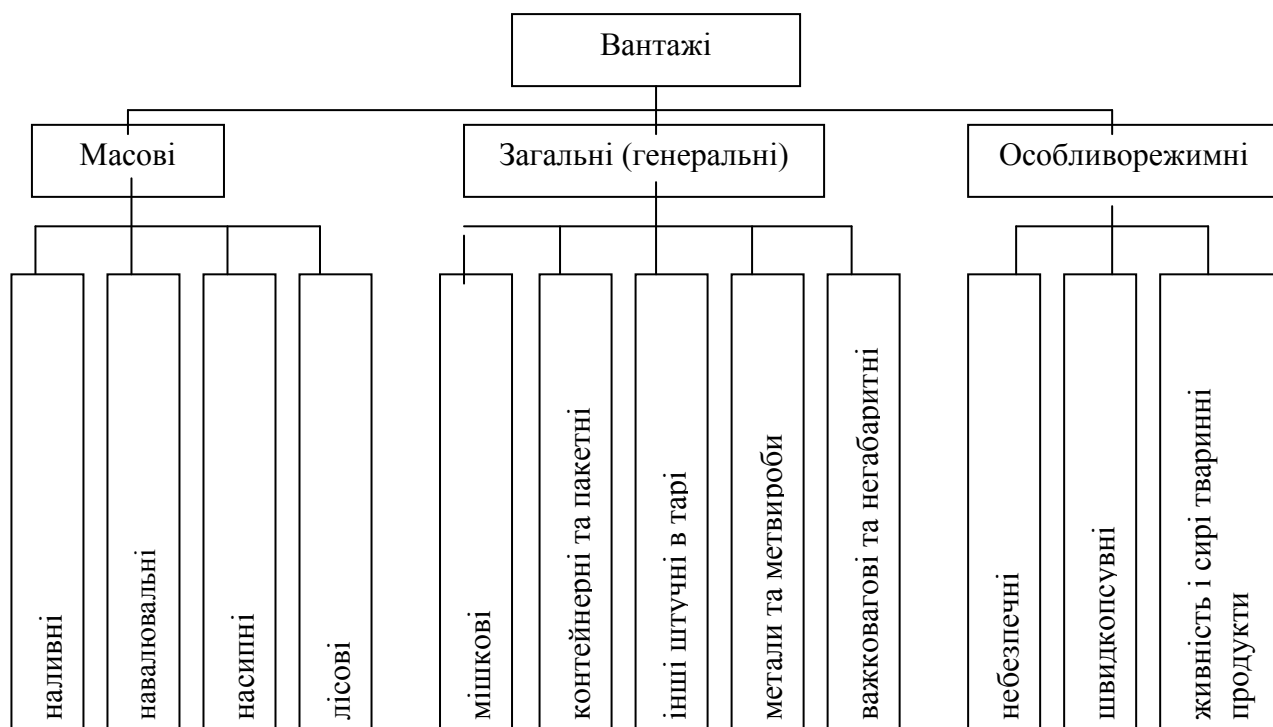 Вантажі
Масові
Загальні (генеральні)
Особливорежимні
наливні
навалювальні
насипні
лісові
мішкові
контейнерні та пакетні
інші штучні в тарі
метали та метвироби
важковагові та негабаритні
небезпечні
швидкопсувні
живність і сирі тваринні
продукти